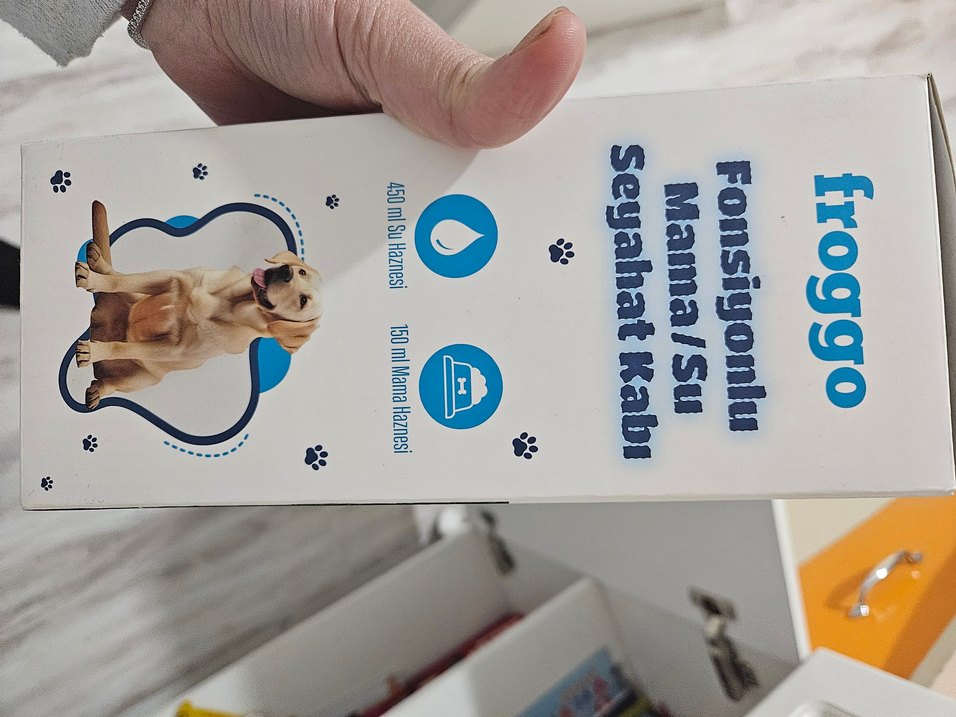 froggo
Fonsiyonlu
Mama/Su
Seyahat Kabı
450 ml Su Haznesi
150 ml Mama Haznesi